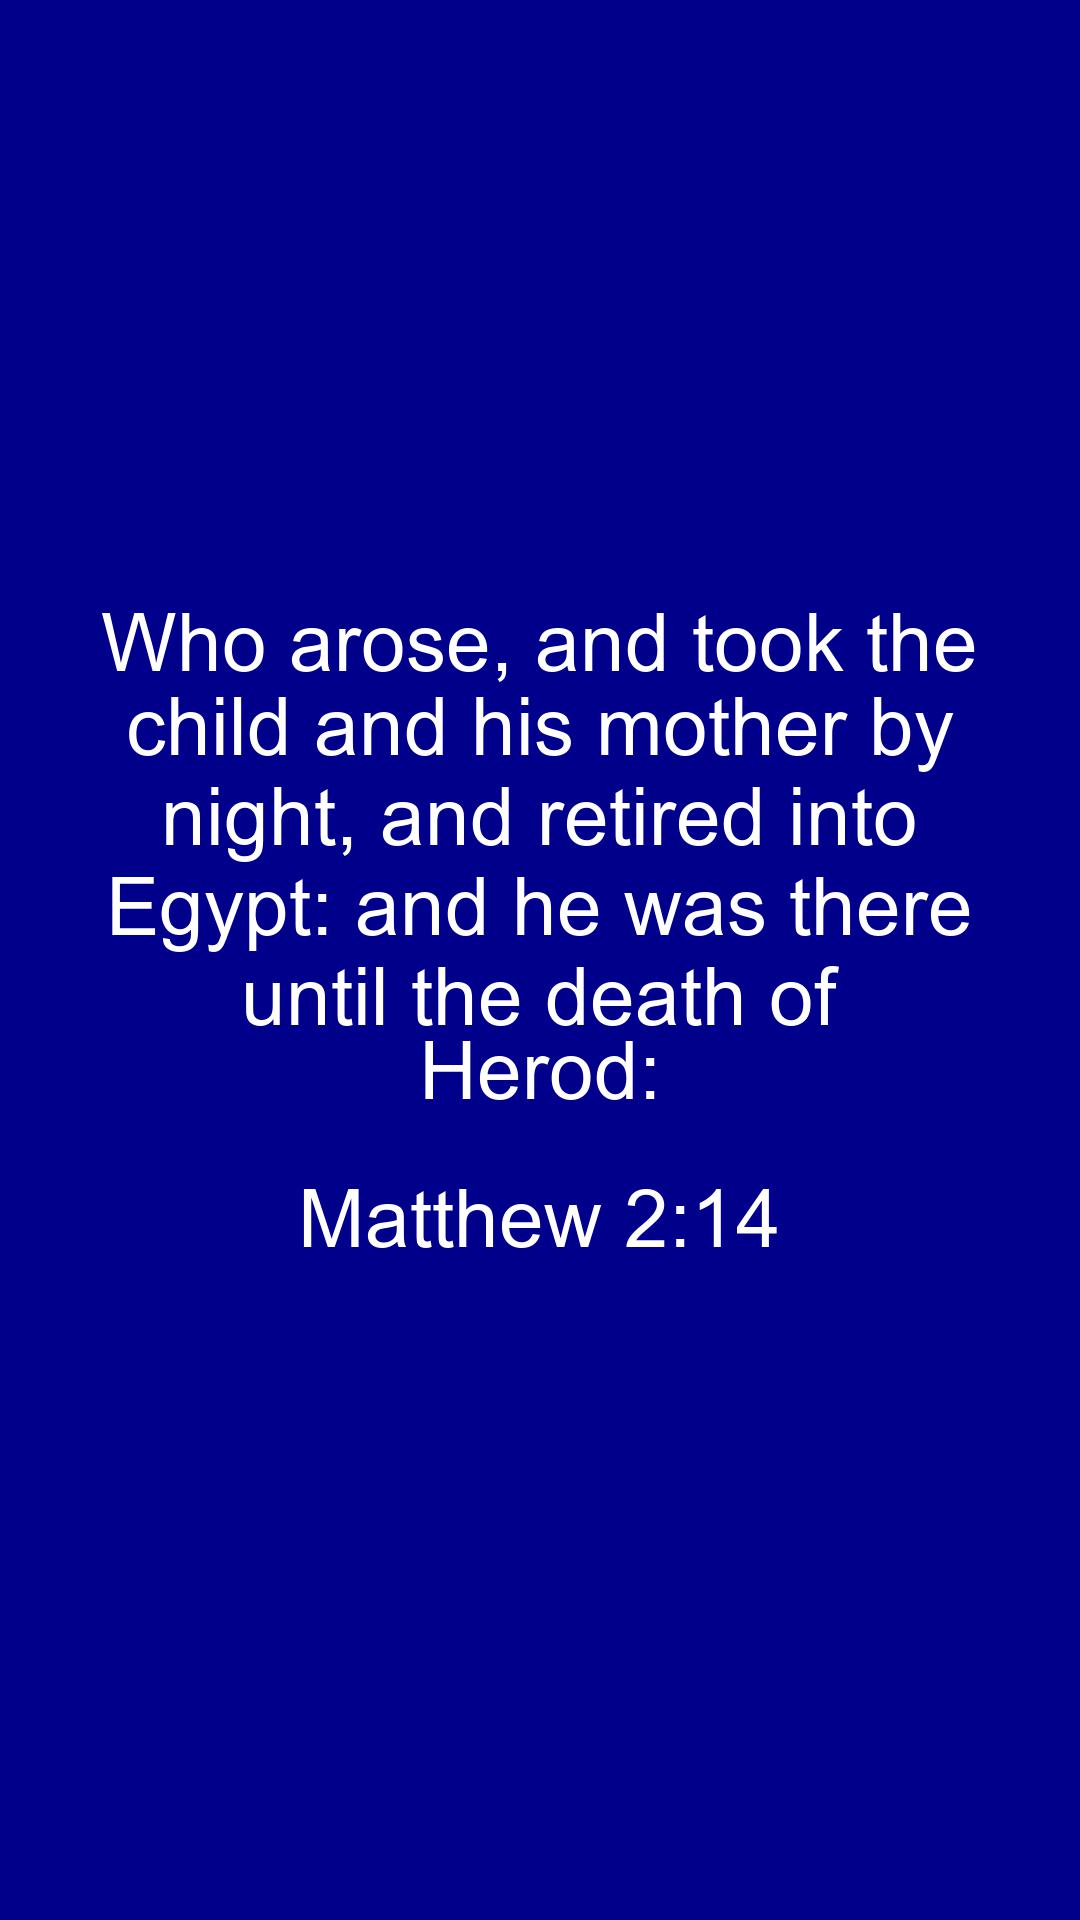 Who arose, and took the
child and his mother by
night, and retired into
Egypt: and he was there
until the death of
Herod:
Matthew 2:14